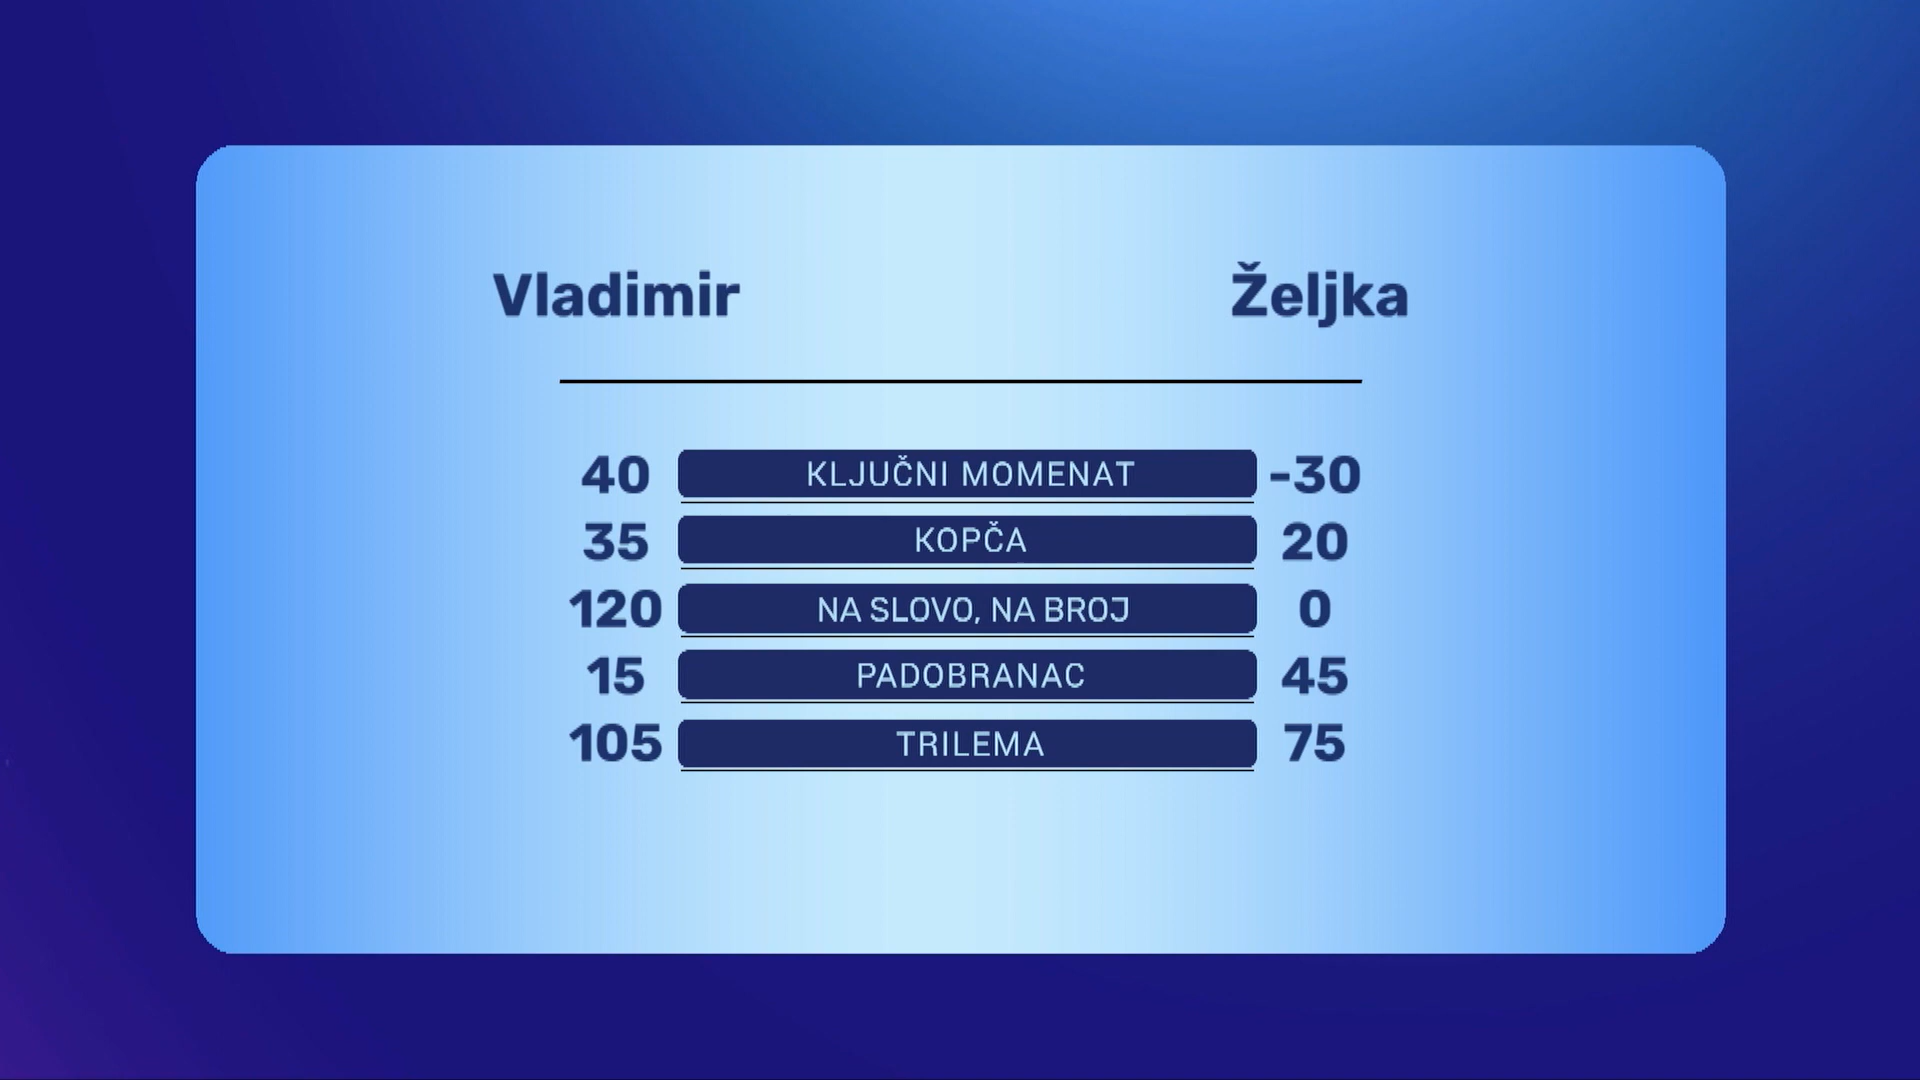 Vladimir Željka
40 KLJUČNI MOMENAT -30
35 KOPČA 20
120 NA SLOVO, NA BROJ 0
15 PADOBRANAC 45
105 TRILEMA 75